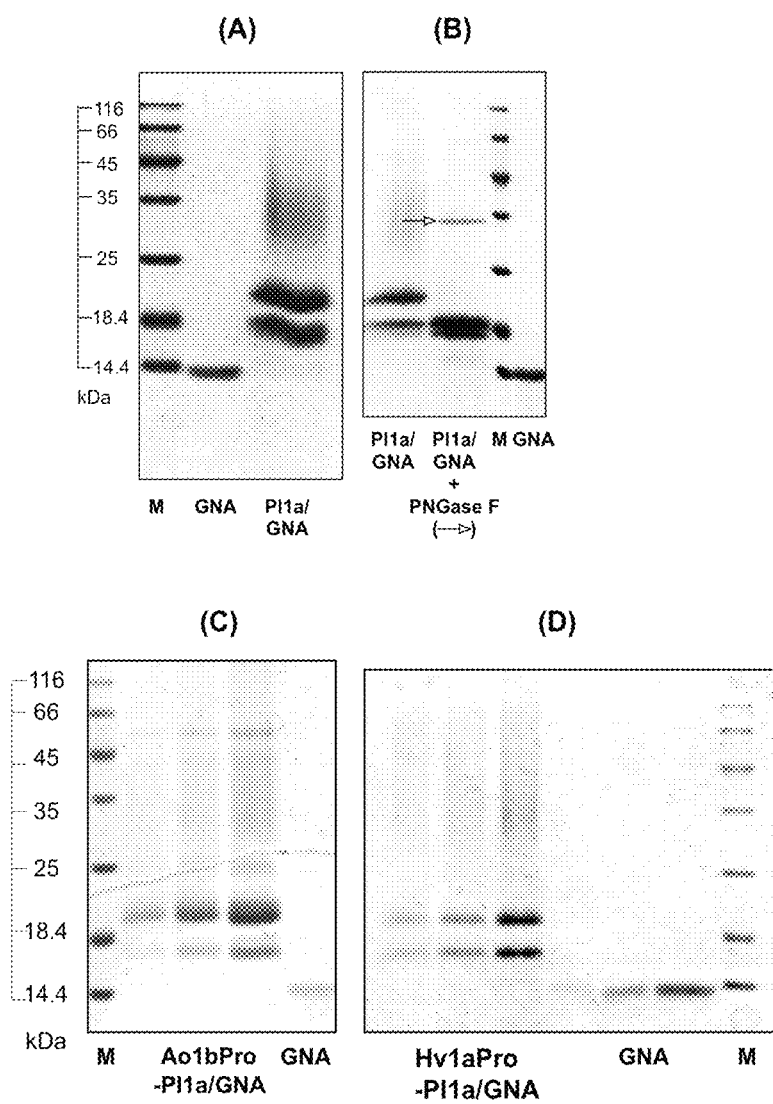 (A) (B)
116
66
45
35
25
18.4
14.4
kDa
M GNA Pl1a/
GNA
Pl1a/ Pl1a/ M GNA
GNA GNA
+
PNGase F
(---->)
(C) (D)
116
66
45
35
25
18.4
14.4
kDa
M Ao1bPro GNA
-Pl1a/GNA
Hv1aPro GNA M
-Pl1a/GNA